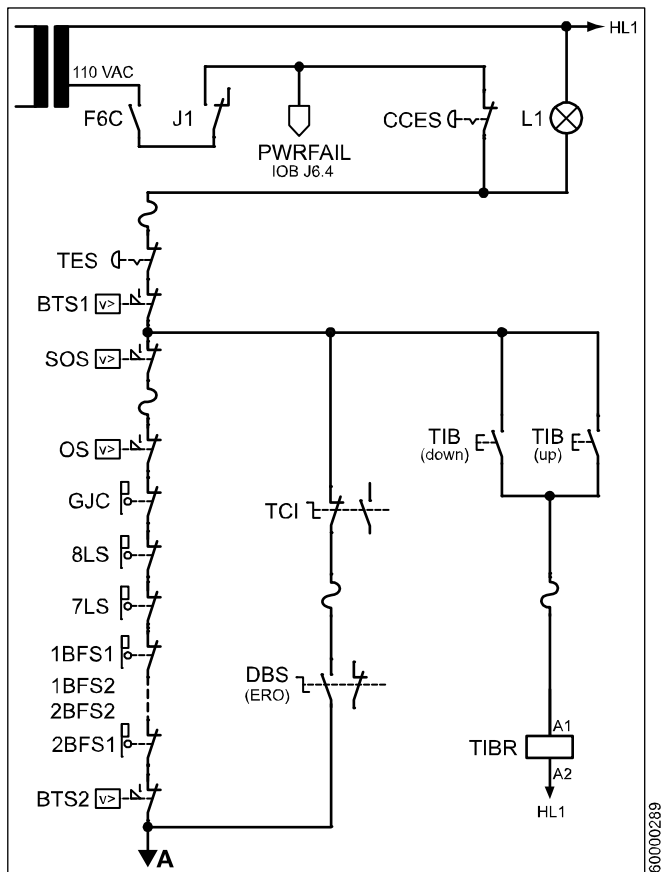 HL1
110 VAC
F6C
J1
CCES
L1
PWRFAIL
IOB J6.4
TES
BTS1 v>
SOS v>
OS v>
TIB
(down)
TIB
(up)
GJC
TCI
8LS
7LS
1BFS1
1BFS2
2BFS2
DBS
(ERO)
2BFS1
A1
TIBR
A2
BTS2 v>
HL1
A
60000289